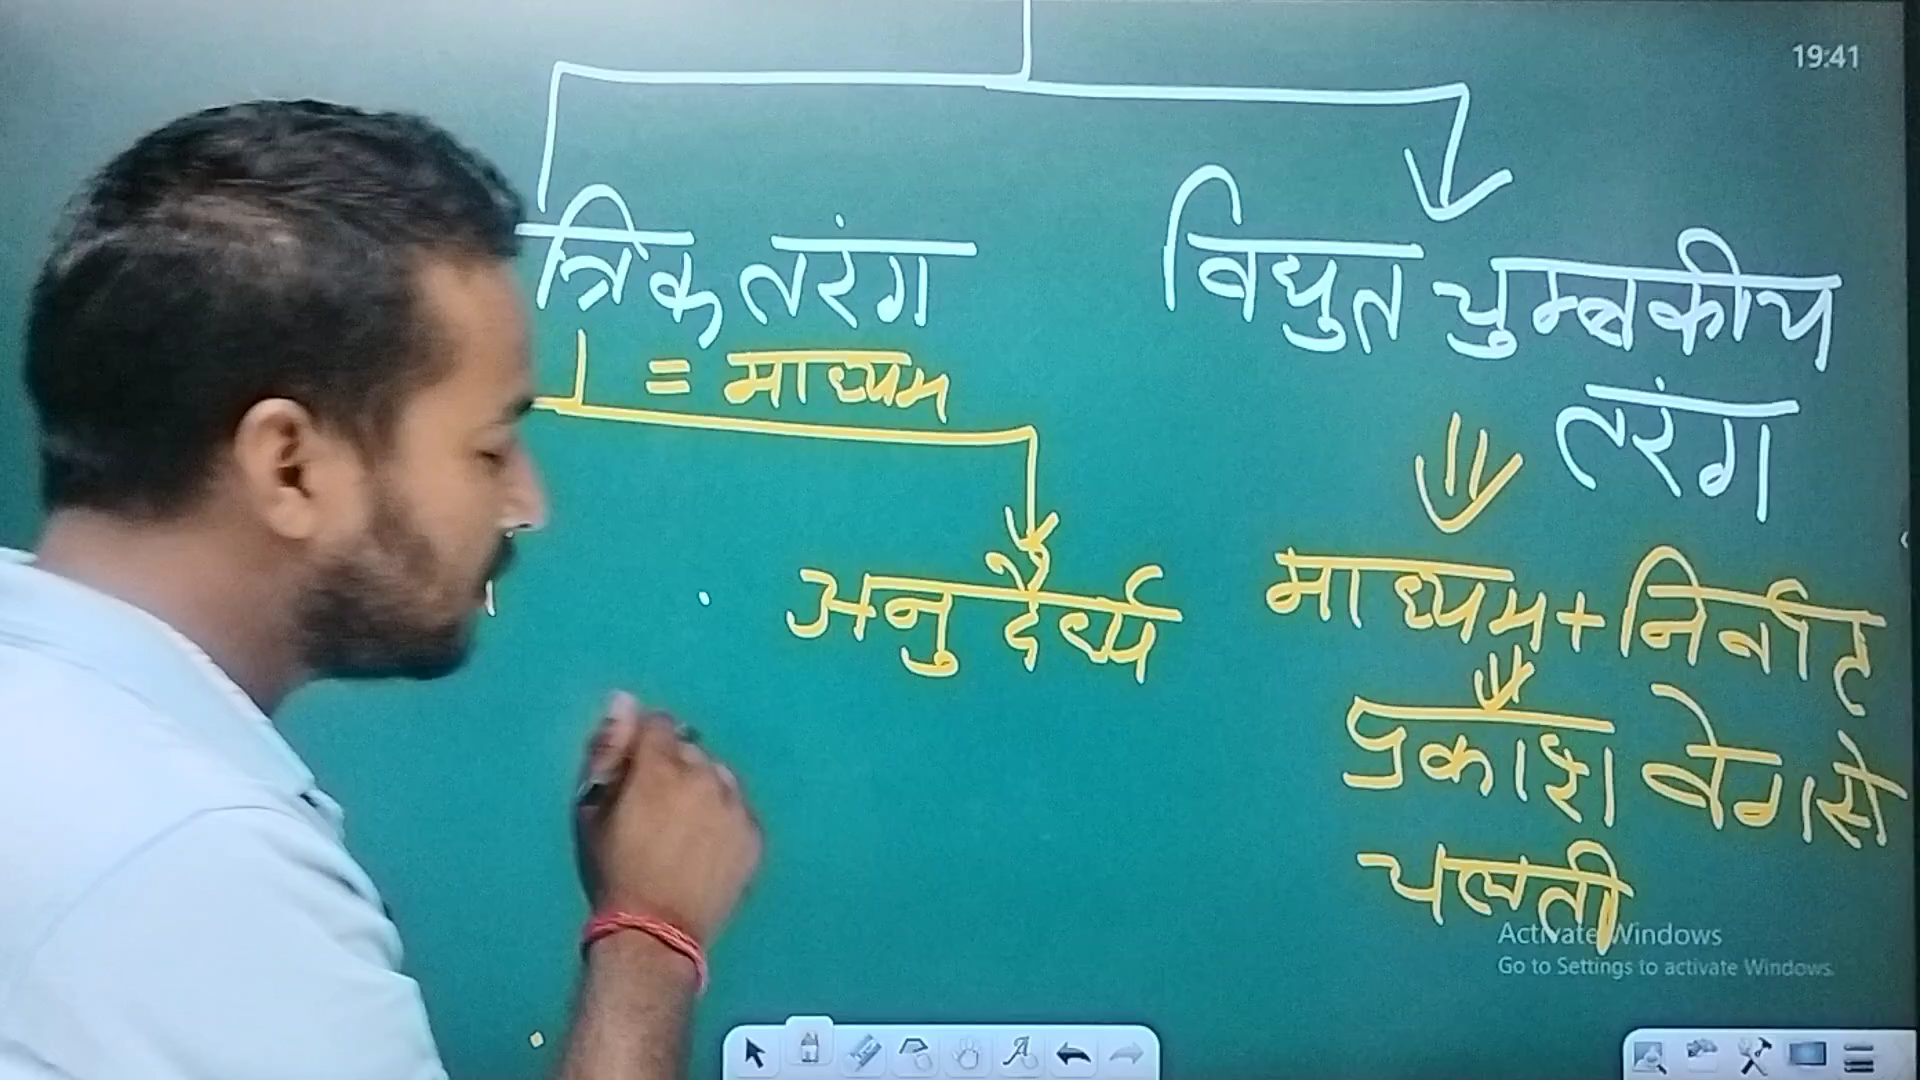 19:41
त्रिक तरंग
विद्युत चुम्बकीय
तरंग
= माध्यम
अनुदैर्ध्य
माध्यम + निर्वात
प्रकाश वेग से
चलती
Activate Windows
Go to Settings to activate Windows.